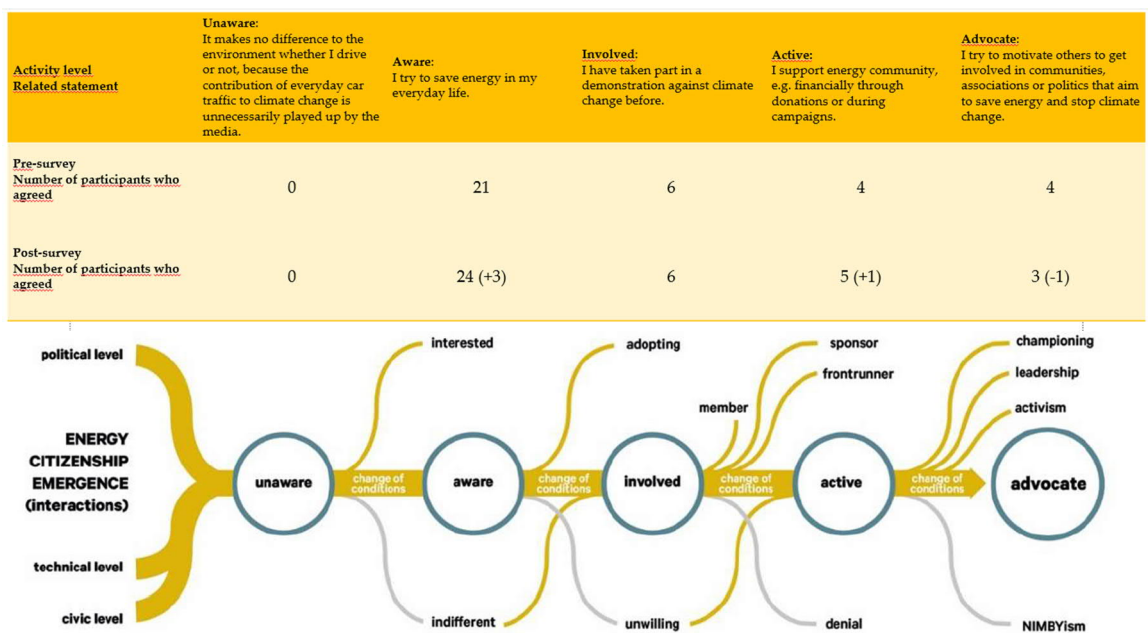 Activity level
Related statement
Unaware:
It makes no difference to the
environment whether I drive
or not, because the
contribution of everyday car
traffic to climate change is
unnecessarily played up by the
media.
Aware:
I try to save energy in my
everyday life.
Involved:
I have taken part in a
demonstration against climate
change before.
Active:
I support energy community,
e.g. financially through
donations or during
campaigns.
Advocate:
I try to motivate others to get
involved in communities,
associations or politics that aim
to save energy and stop climate
change.
Pre-survey
Number of participants who
agreed
0
21
6
4
4
Post-survey
Number of participants who
agreed
0
24 (+3)
6
5 (+1)
3 (-1)
political level
ENERGY
CITIZENSHIP
EMERGENCE
(interactions)
technical level
civic level
unaware
interested
change of
conditions
indifferent
aware
adopting
change of
conditions
unwilling
involved
member
sponsor
frontrunner
change of
conditions
denial
active
championing
leadership
activism
change of
conditions
NIMBYism
advocate